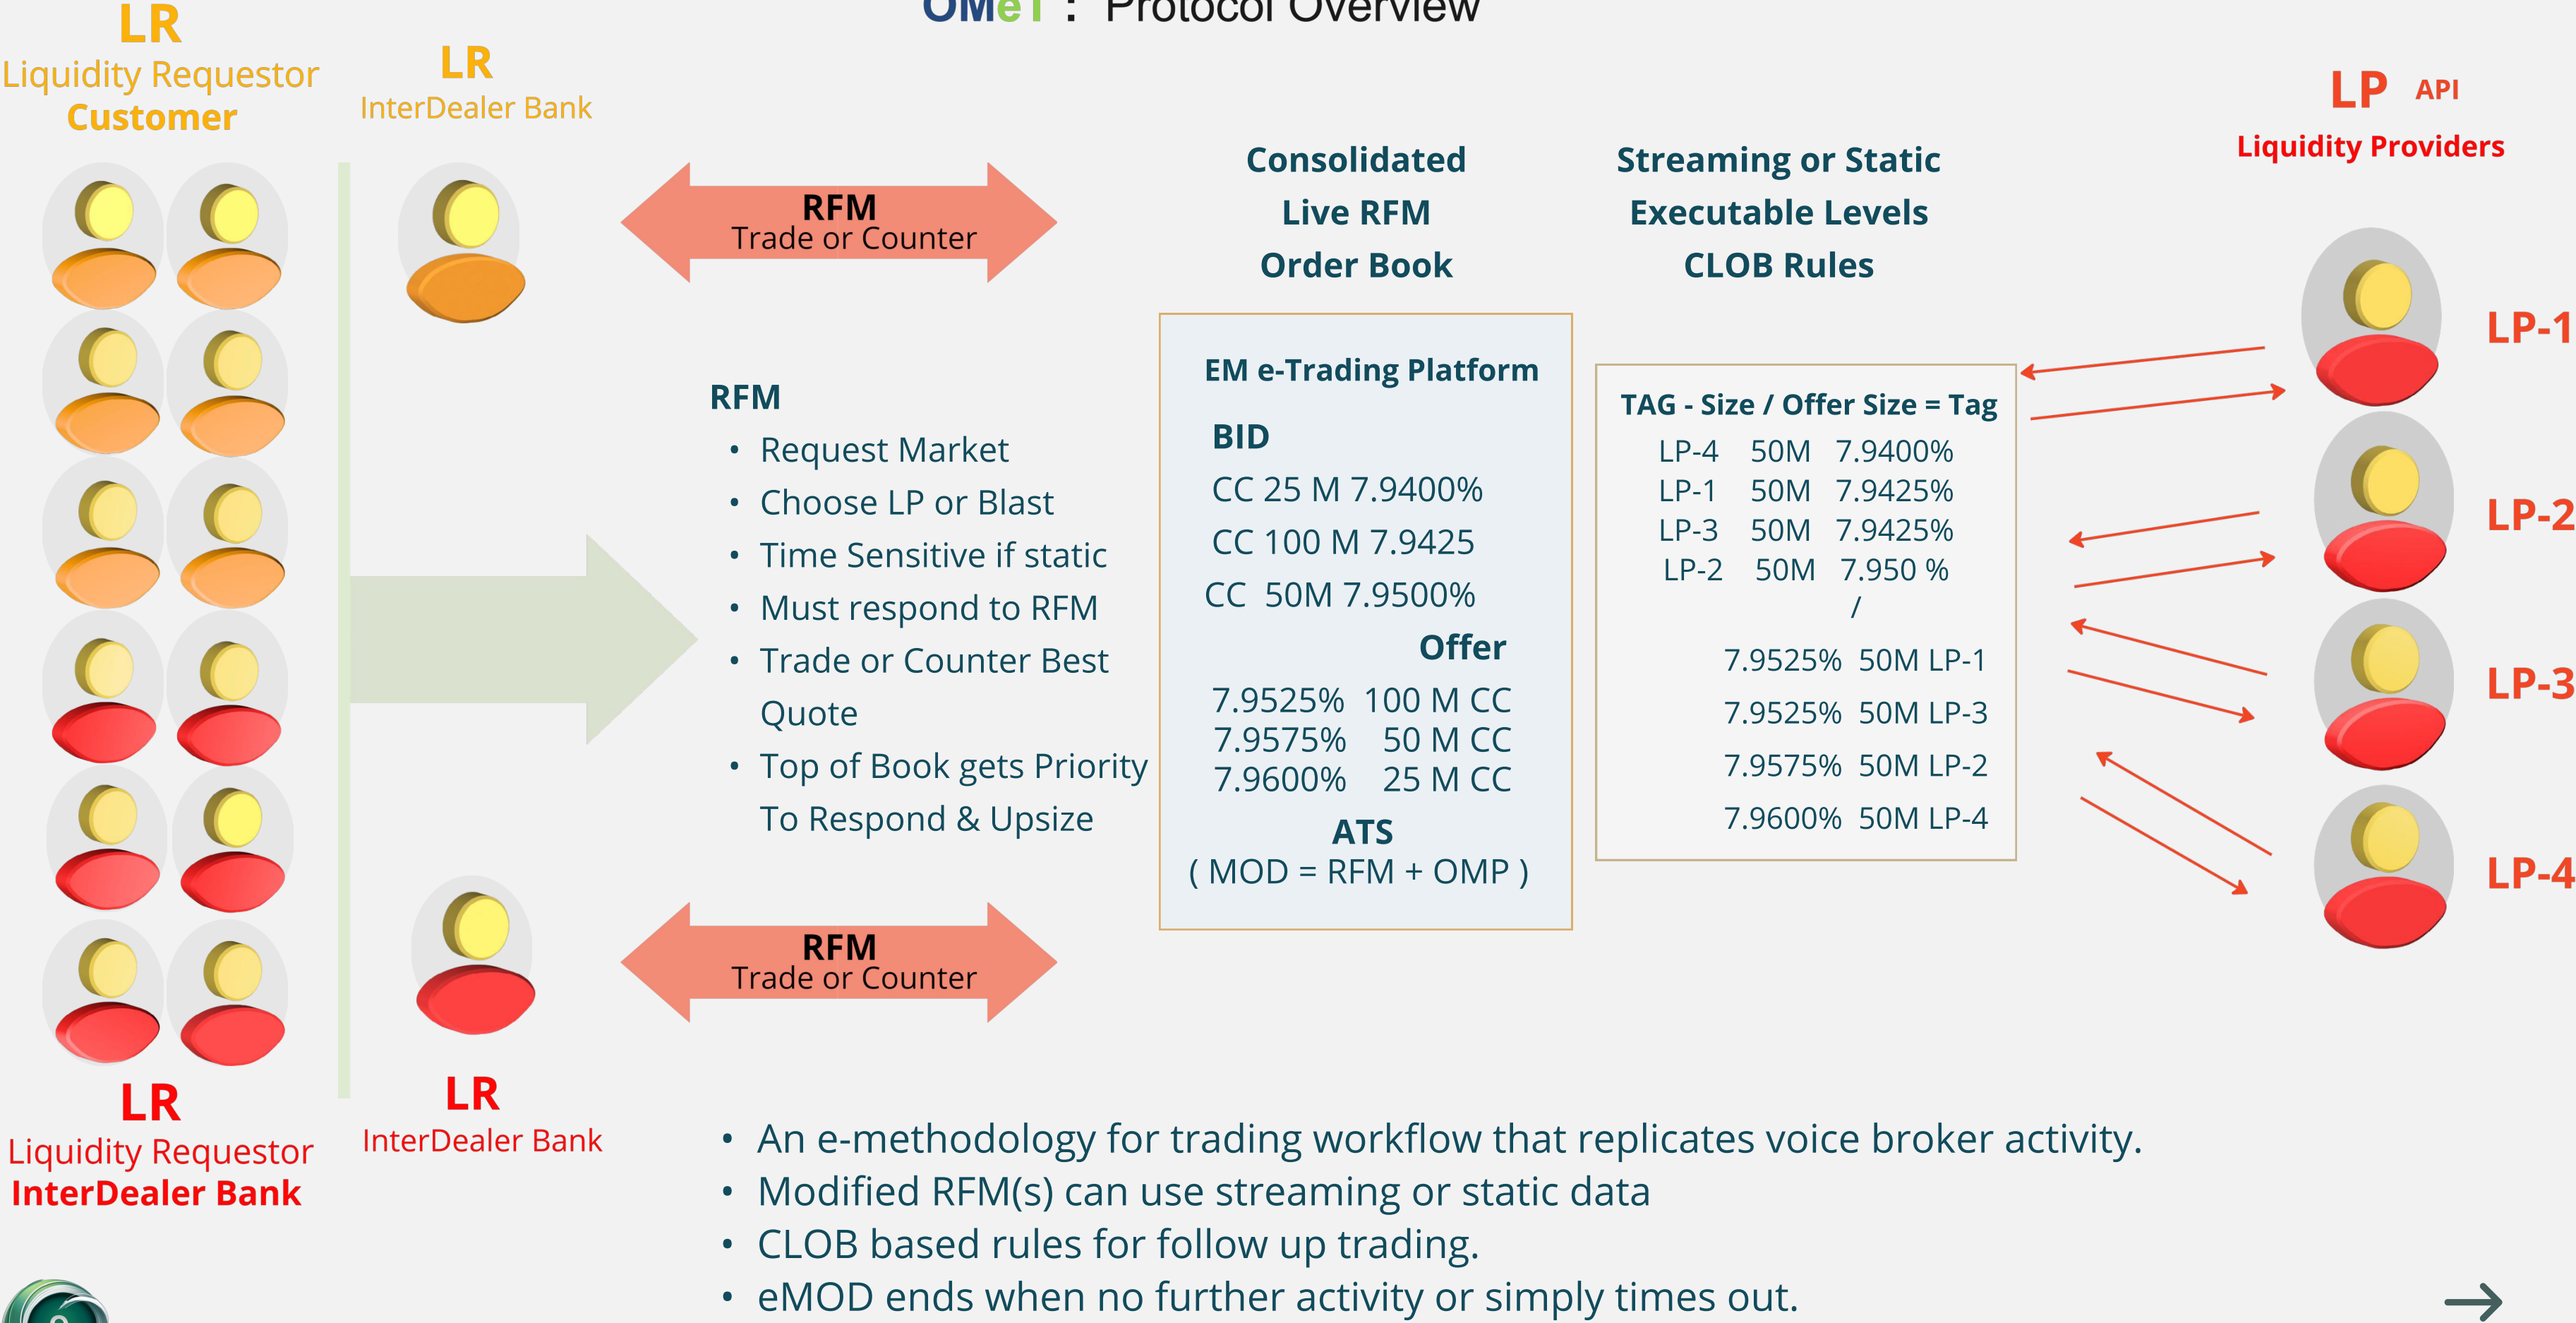 OMeT : Protocol Overview
LR
Liquidity Requestor
Customer
LR
InterDealer Bank
LP API
Liquidity Providers
RFM
Trade or Counter
Consolidated
Live RFM
Order Book
Streaming or Static
Executable Levels
CLOB Rules
RFM
• Request Market
• Choose LP or Blast
• Time Sensitive if static
• Must respond to RFM
• Trade or Counter Best
Quote
• Top of Book gets Priority
To Respond & Upsize
EM e-Trading Platform
BID
CC 25 M 7.9400%
CC 100 M 7.9425
CC 50M 7.9500%
Offer
7.9525% 100 M CC
7.9575% 50 M CC
7.9600% 25 M CC
ATS
( MOD = RFM + OMP )
TAG - Size / Offer Size = Tag
LP-4 50M 7.9400%
LP-1 50M 7.9425%
LP-3 50M 7.9425%
LP-2 50M 7.950 %
/
7.9525% 50M LP-1
7.9525% 50M LP-3
7.9575% 50M LP-2
7.9600% 50M LP-4
LP-1
LP-2
LP-3
LP-4
RFM
Trade or Counter
LR
Liquidity Requestor
InterDealer Bank
LR
InterDealer Bank
• An e-methodology for trading workflow that replicates voice broker activity.
• Modified RFM(s) can use streaming or static data
• CLOB based rules for follow up trading.
• eMOD ends when no further activity or simply times out.